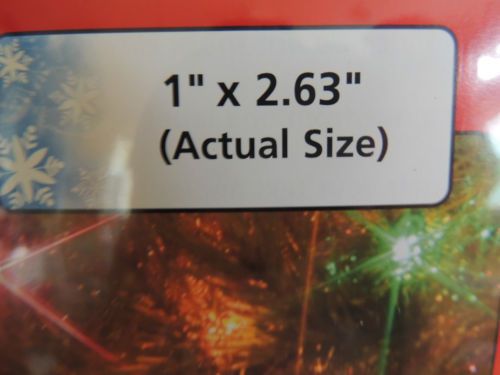 1" x 2.63"
(Actual Size)